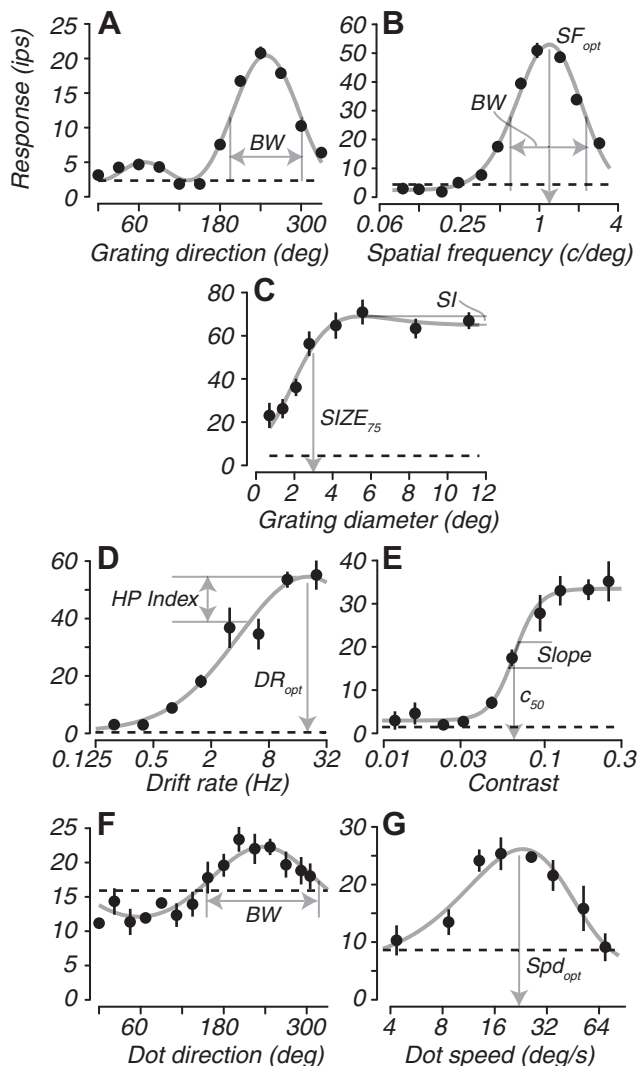 A
B
Response (ips)
25
20
15
10
5
0
BW
60
180
300
Grating direction (deg)
60
50
40
30
20
10
0
SF_opt
BW
0.06
0.25
1
4
Spatial frequency (c/deg)
C
80
60
40
20
0
SI
SIZE_75
0
2
4
6
8
10
12
Grating diameter (deg)
D
60
40
20
0
HP Index
DR_opt
0.125
0.5
2
8
32
Drift rate (Hz)
E
40
30
20
10
0
Slope
c_50
0.01
0.03
0.1
0.3
Contrast
F
25
20
15
10
5
0
BW
60
180
300
Dot direction (deg)
G
30
20
10
0
Spd_opt
4
8
16
32
64
Dot speed (deg/s)